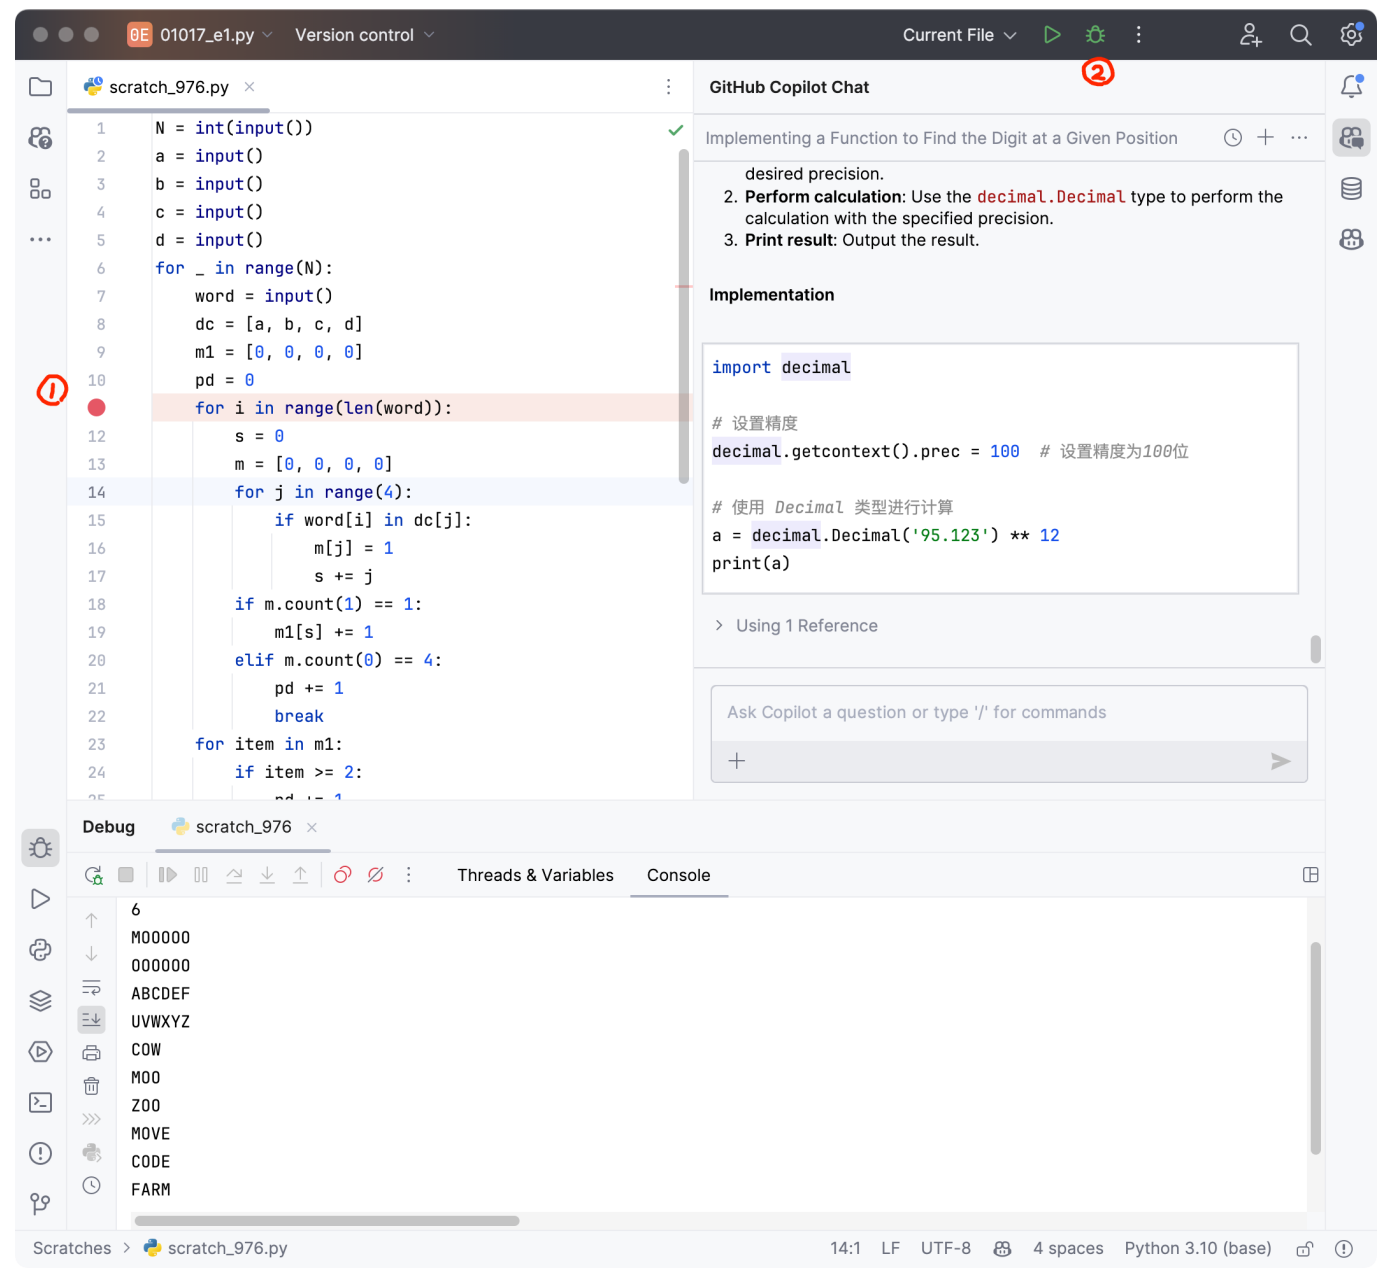 0E 01017_e1.py Version control Current File
②
scratch_976.py
1 N = int(input())
2 a = input()
3 b = input()
4 c = input()
5 d = input()
6 for _ in range(N):
7 word = input()
8 dc = [a, b, c, d]
9 m1 = [0, 0, 0, 0]
10 pd = 0
①
for i in range(len(word)):
12 s = 0
13 m = [0, 0, 0, 0]
14 for j in range(4):
15 if word[i] in dc[j]:
16 m[j] = 1
17 s += j
18 if m.count(1) == 1:
19 m1[s] += 1
20 elif m.count(0) == 4:
21 pd += 1
22 break
23 for item in m1:
24 if item >= 2:
25 pd += 1
GitHub Copilot Chat
Implementing a Function to Find the Digit at a Given Position
desired precision.
2. Perform calculation: Use the decimal.Decimal type to perform the
calculation with the specified precision.
3. Print result: Output the result.
Implementation
import decimal
# 设置精度
decimal.getcontext().prec = 100 # 设置精度为100位
# 使用 Decimal 类型进行计算
a = decimal.Decimal('95.123') ** 12
print(a)
Using 1 Reference
Ask Copilot a question or type '/' for commands
Debug scratch_976
Threads & Variables Console
6
MOOOOO
OOOOOO
ABCDEF
UVWXYZ
COW
MOO
ZOO
MOVE
CODE
FARM
Scratches > scratch_976.py 14:1 LF UTF-8 4 spaces Python 3.10 (base)